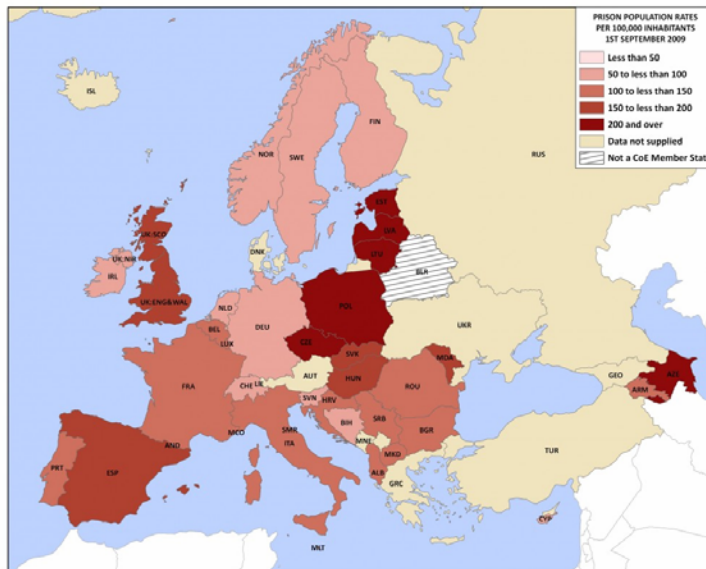 PRISON POPULATION RATES
PER 100,000 INHABITANTS
1ST SEPTEMBER 2009
Less than 50
50 to less than 100
100 to less than 150
150 to less than 200
200 and over
Data not supplied
Not a CoE Member Stat
ISL
FIN
NOR
SWE
RUS
EST
UK:SCO
LVA
DNK
LTU
UK:NIR
IRL
BLR
UK:ENG&WAL
NLD
POL
DEU
BEL
LUX
CZE
UKR
SVK
MDA
AUT
FRA
CHE
LIE
HUN
ROU
SVN
HRV
GEO
AZE
ARM
BIH
SRB
MCO
SMR
ITA
BGR
AND
MNE
MKD
PRT
ESP
ALB
TUR
GRC
CYP
MLT